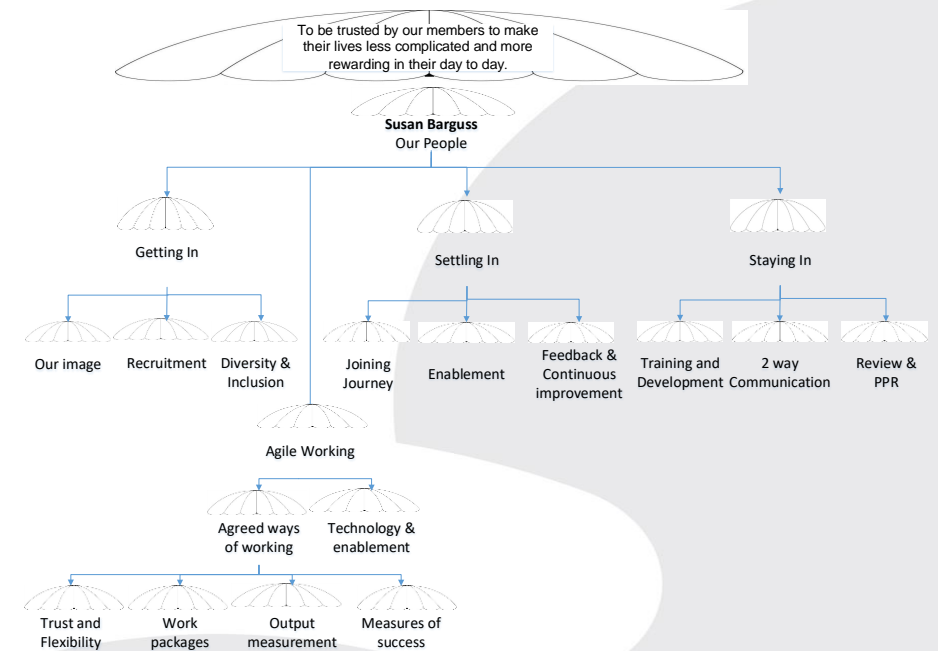 To be trusted by our members to make
their lives less complicated and more
rewarding in their day to day.
Susan Barguss
Our People
Getting In
Settling In
Staying In
Our image
Recruitment
Diversity &
Inclusion
Joining
Journey
Enablement
Feedback &
Continuous
improvement
Training and
Development
2 way
Communication
Review &
PPR
Agile Working
Agreed ways
of working
Technology &
enablement
Trust and
Flexibility
Work
packages
Output
measurement
Measures of
success